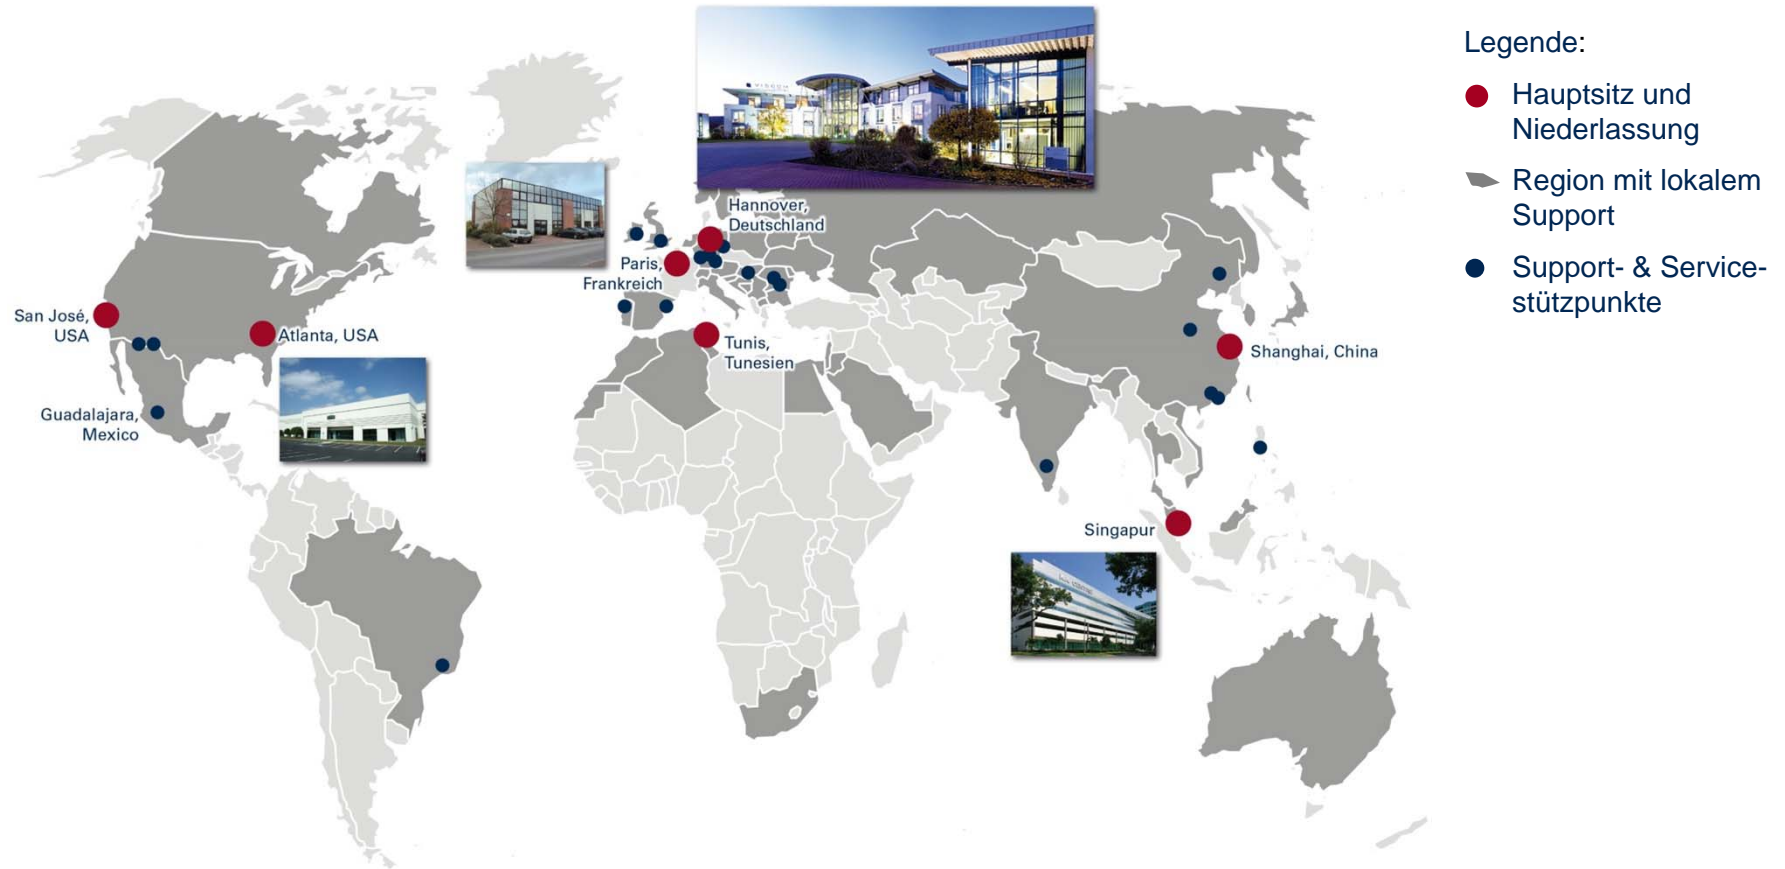 Legende:
Hauptsitz und
Niederlassung
Region mit lokalem
Support
Support- & Service-
stützpunkte
VISCOM
Hannover,
Deutschland
Paris,
Frankreich
San José,
USA
Atlanta, USA
Tunis,
Tunesien
Shanghai, China
Guadalajara,
Mexico
Singapur